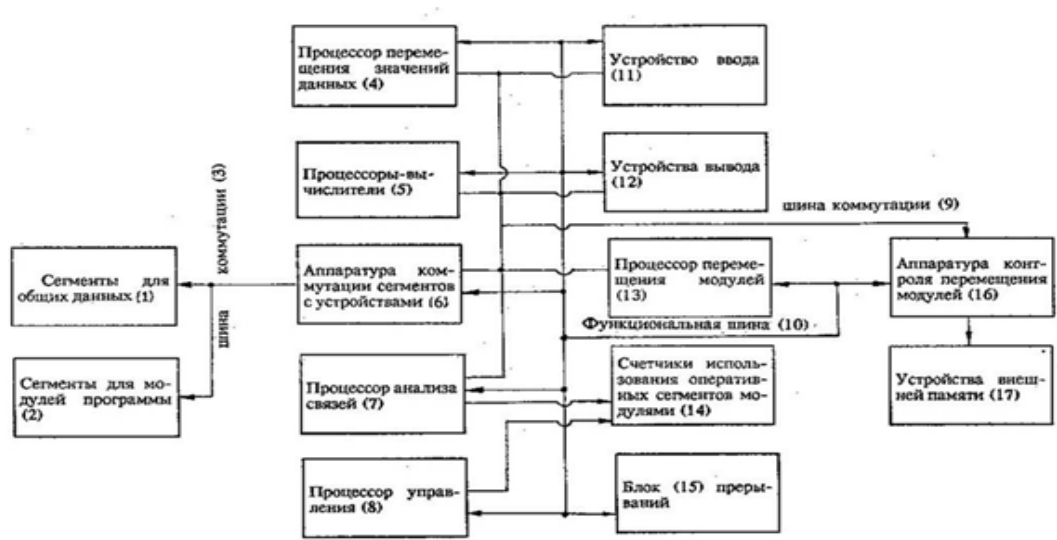 Процессор переме-
щения значений
данных (4)
Устройство ввода
(11)
Процессоры-вы-
числители (5)
Устройства вывода
(12)
шина коммутации (3)
шина коммутации (9)
Сегменты для
общих данных (1)
Аппаратура ком-
мутации сегментов
с устройствами (6)
Процессор переме-
щения модулей
(13)
Аппаратура конт-
роля перемещения
модулей (16)
Функциональная шина (10)
Сегменты для мо-
дулей программы
(2)
Процессор анализа
связей (7)
Счетчики исполь-
зования оператив-
ных сегментов мо-
дулями (14)
Устройства внеш-
ней памяти (17)
Процессор управ-
ления (8)
Блок (15) преры-
ваний